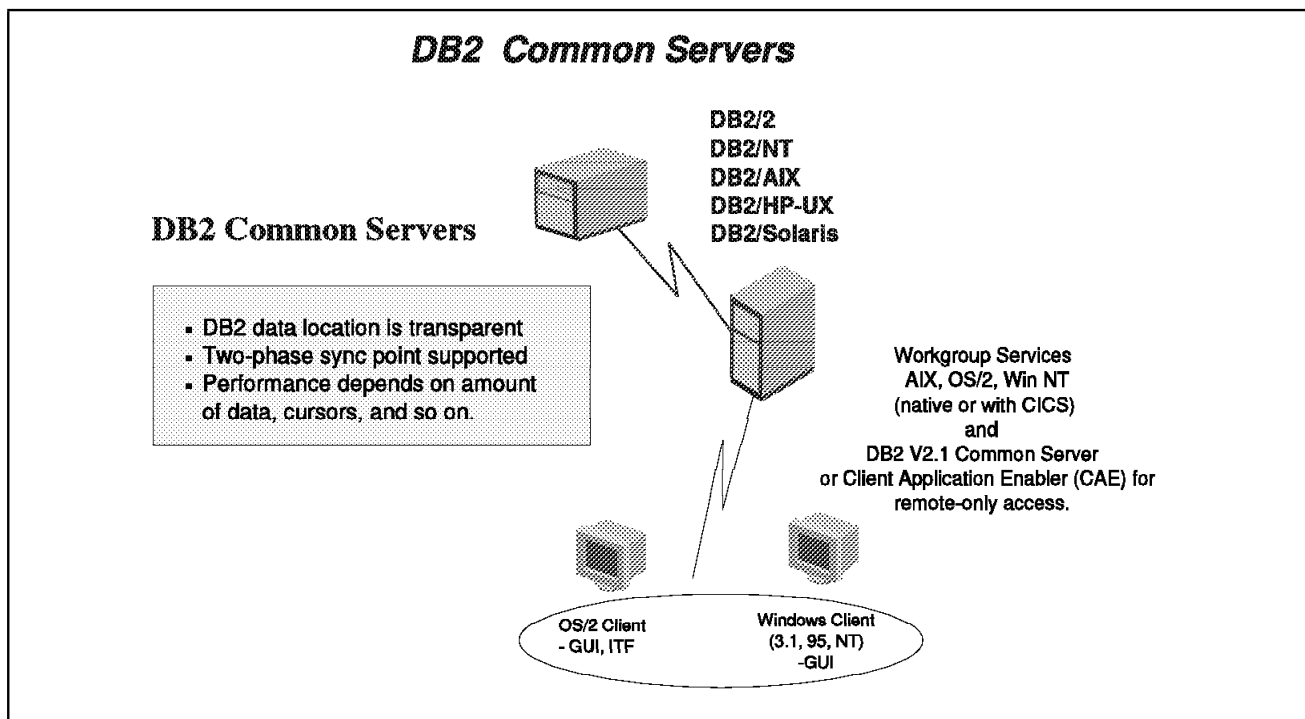 DB2 Common Servers
DB2/2
DB2/NT
DB2/AIX
DB2/HP-UX
DB2/Solaris
DB2 Common Servers
▪ DB2 data location is transparent
▪ Two-phase sync point supported
▪ Performance depends on amount
of data, cursors, and so on.
Workgroup Services
AIX, OS/2, Win NT
(native or with CICS)
and
DB2 V2.1 Common Server
or Client Application Enabler (CAE) for
remote-only access.
OS/2 Client
- GUI, ITF
Windows Client
(3.1, 95, NT)
-GUI